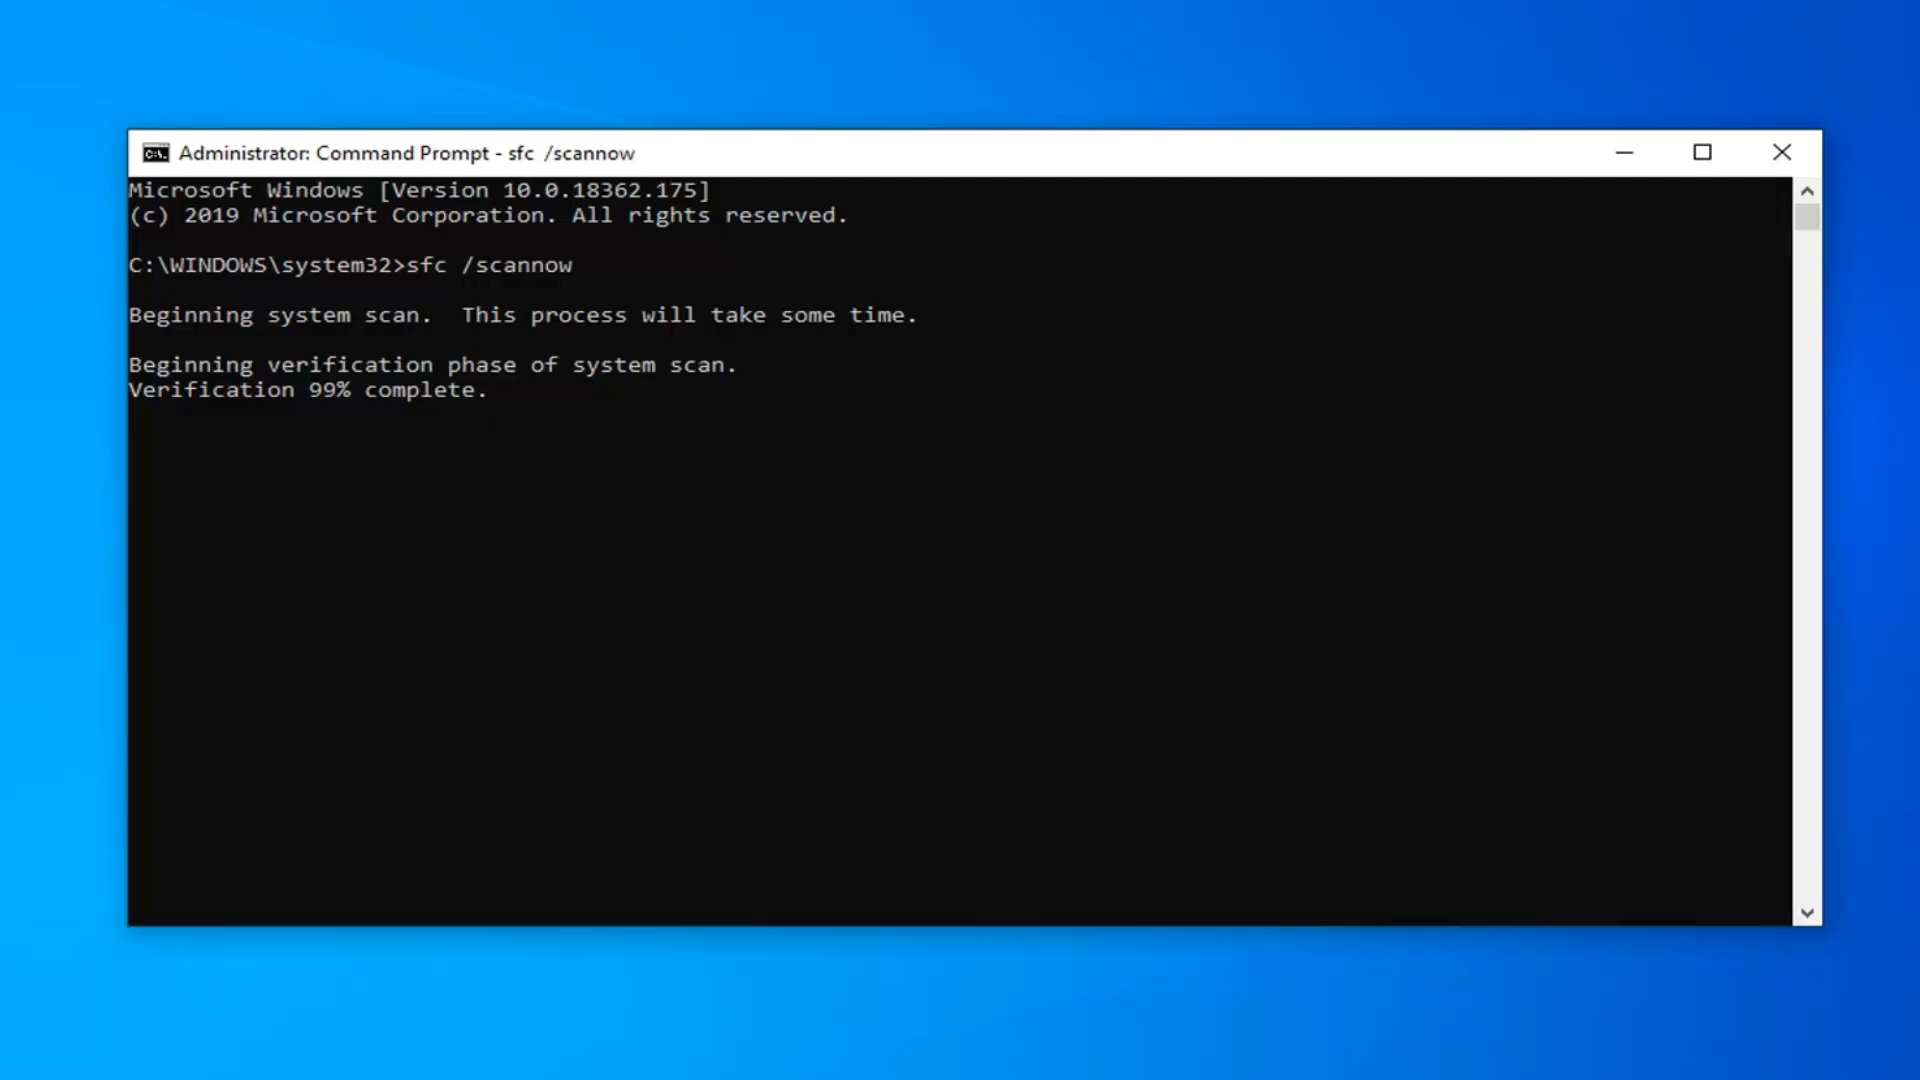 Administrator: Command Prompt - sfc  /scannow
Microsoft Windows [Version 10.0.18362.175]
(c) 2019 Microsoft Corporation. All rights reserved.
C:\WINDOWS\system32>sfc /scannow
Beginning system scan.  This process will take some time.
Beginning verification phase of system scan.
Verification 99% complete.